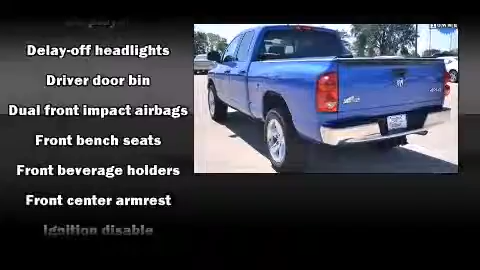 Delay-off headlights
Driver door bin
Dual front impact airbags
Front bench seats
Front beverage holders
Front center armrest
Ignition disable